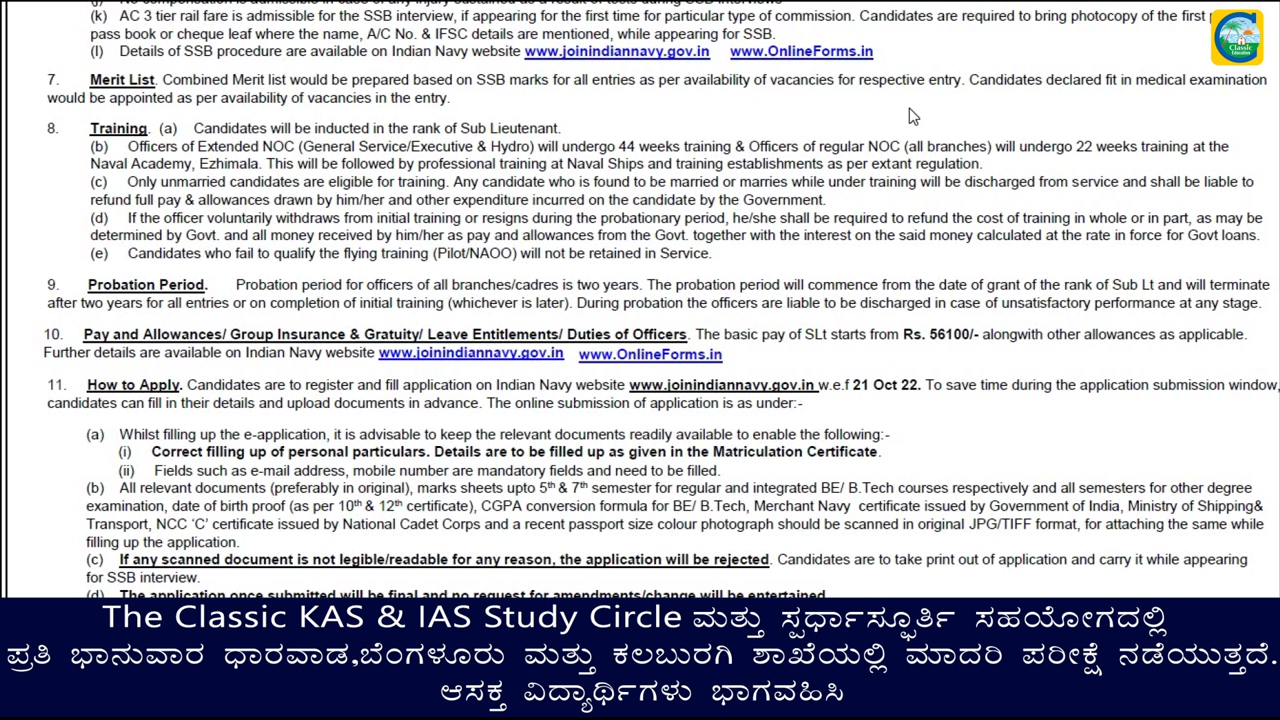 (k) AC 3 tier rail fare is admissible for the SSB interview, if appearing for the first time for particular type of commission. Candidates are required to bring photocopy of the first
pass book or cheque leaf where the name, A/C No. & IFSC details are mentioned, while appearing for SSB.
(l) Details of SSB procedure are available on Indian Navy website www.joinindiannavy.gov.in www.OnlineForms.in
7. Merit List. Combined Merit list would be prepared based on SSB marks for all entries as per availability of vacancies for respective entry. Candidates declared fit in medical examination
would be appointed as per availability of vacancies in the entry.
8. Training. (a) Candidates will be inducted in the rank of Sub Lieutenant.
(b) Officers of Extended NOC (General Service/Executive & Hydro) will undergo 44 weeks training & Officers of regular NOC (all branches) will undergo 22 weeks training at the
Naval Academy, Ezhimala. This will be followed by professional training at Naval Ships and training establishments as per extant regulation.
(c) Only unmarried candidates are eligible for training. Any candidate who is found to be married or marries while under training will be discharged from service and shall be liable to
refund full pay & allowances drawn by him/her and other expenditure incurred on the candidate by the Government.
(d) If the officer voluntarily withdraws from initial training or resigns during the probationary period, he/she shall be required to refund the cost of training in whole or in part, as may be
determined by Govt. and all money received by him/her as pay and allowances from the Govt. together with the interest on the said money calculated at the rate in force for Govt loans.
(e) Candidates who fail to qualify the flying training (Pilot/NAOO) will not be retained in Service.
9. Probation Period. Probation period for officers of all branches/cadres is two years. The probation period will commence from the date of grant of the rank of Sub Lt and will terminate
after two years for all entries or on completion of initial training (whichever is later). During probation the officers are liable to be discharged in case of unsatisfactory performance at any stage.
10. Pay and Allowances/ Group Insurance & Gratuity/ Leave Entitlements/ Duties of Officers. The basic pay of SLt starts from Rs. 56100/- alongwith other allowances as applicable.
Further details are available on Indian Navy website www.joinindiannavy.gov.in www.OnlineForms.in
11. How to Apply. Candidates are to register and fill application on Indian Navy website www.joinindiannavy.gov.in w.e.f 21 Oct 22. To save time during the application submission window,
candidates can fill in their details and upload documents in advance. The online submission of application is as under:-
(a) Whilst filling up the e-application, it is advisable to keep the relevant documents readily available to enable the following:-
(i) Correct filling up of personal particulars. Details are to be filled up as given in the Matriculation Certificate.
(ii) Fields such as e-mail address, mobile number are mandatory fields and need to be filled.
(b) All relevant documents (preferably in original), marks sheets upto 5th & 7th semester for regular and integrated BE/ B.Tech courses respectively and all semesters for other degree
examination, date of birth proof (as per 10th & 12th certificate), CGPA conversion formula for BE/ B.Tech, Merchant Navy certificate issued by Government of India, Ministry of Shipping&
Transport, NCC 'C' certificate issued by National Cadet Corps and a recent passport size colour photograph should be scanned in original JPG/TIFF format, for attaching the same while
filling up the application.
(c) If any scanned document is not legible/readable for any reason, the application will be rejected. Candidates are to take print out of application and carry it while appearing
for SSB interview.
(d) The application once submitted will be final and no request for amendments/change will be entertained.
Classic
The Classic KAS & IAS Study Circle ಮತ್ತು ಸ್ಪರ್ಧಾಸ್ಫೂರ್ತಿ ಸಹಯೋಗದಲ್ಲಿ
ಪ್ರತಿ ಭಾನುವಾರ ಧಾರವಾಡ,ಬೆಂಗಳೂರು ಮತ್ತು ಕಲಬುರಗಿ ಶಾಖೆಯಲ್ಲಿ ಮಾದರಿ ಪರೀಕ್ಷೆ ನಡೆಯುತ್ತದೆ.
ಆಸಕ್ತ ವಿದ್ಯಾರ್ಥಿಗಳು ಭಾಗವಹಿಸಿ